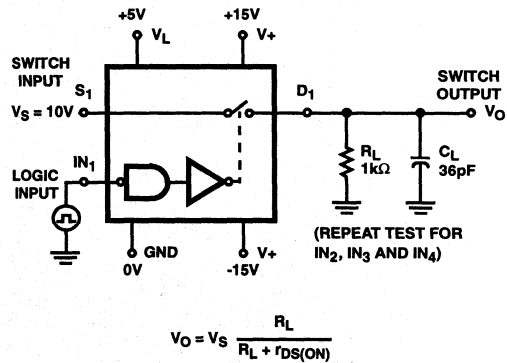 +5V
+15V
VL
V+
SWITCH
INPUT
S1
D1
SWITCH
OUTPUT
VS = 10V
VO
IN1
LOGIC
INPUT
RL
1kΩ
CL
36pF
GND
0V
V+
-15V
(REPEAT TEST FOR
IN2, IN3 AND IN4)
VO = VS RL / RL + rDS(ON)